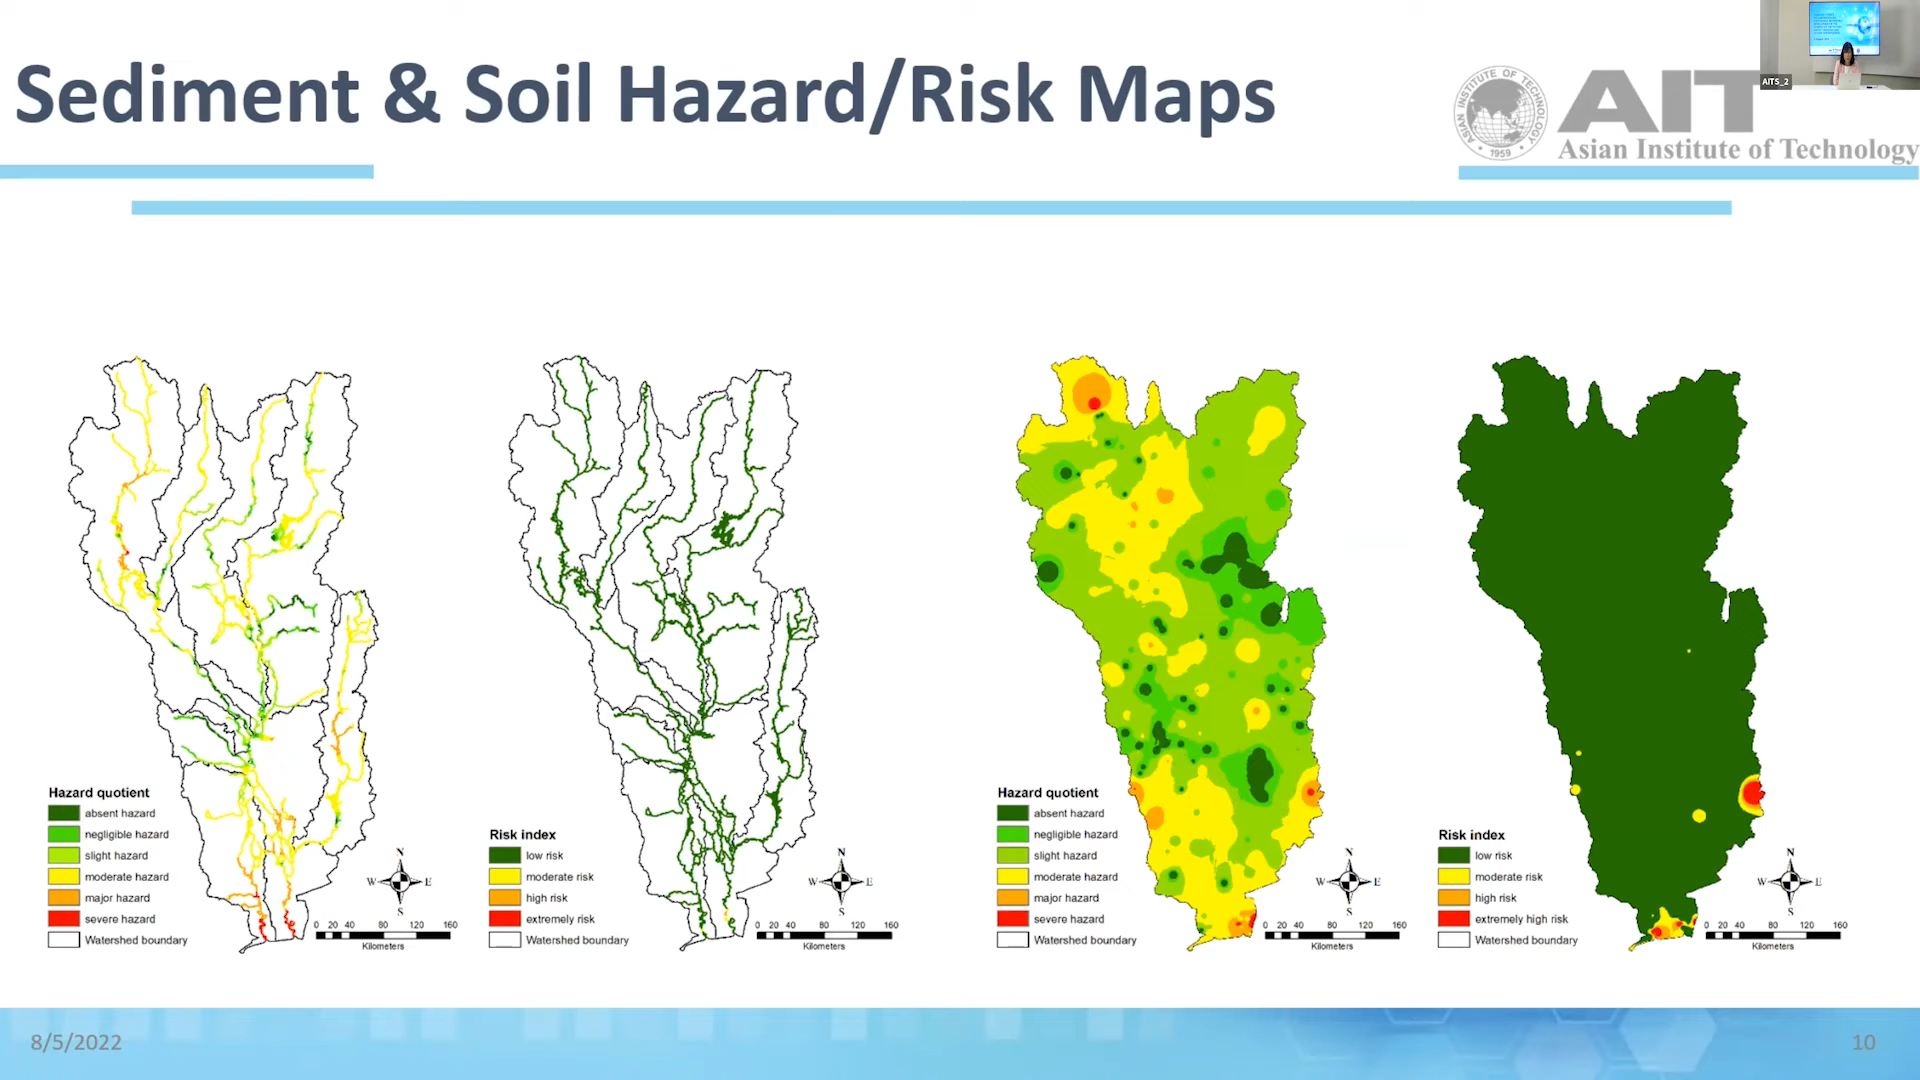 Sediment & Soil Hazard/Risk Maps
ASIAN INSTITUTE OF TECHNOLOGY
1959
AIT
Asian Institute of Technology
AITS_2
Hazard quotient
absent hazard
negligible hazard
slight hazard
moderate hazard
major hazard
severe hazard
Watershed boundary
N
W E
S
0 20 40 80 120 160
Kilometers
Risk index
low risk
moderate risk
high risk
extremely risk
Watershed boundary
N
W E
S
0 20 40 80 120 160
Kilometers
Hazard quotient
absent hazard
negligible hazard
slight hazard
moderate hazard
major hazard
severe hazard
Watershed boundary
N
W E
S
0 20 40 80 120 160
Kilometers
Risk index
low risk
moderate risk
high risk
extremely high risk
Watershed boundary
N
W E
S
0 20 40 80 120 160
Kilometers
8/5/2022
10